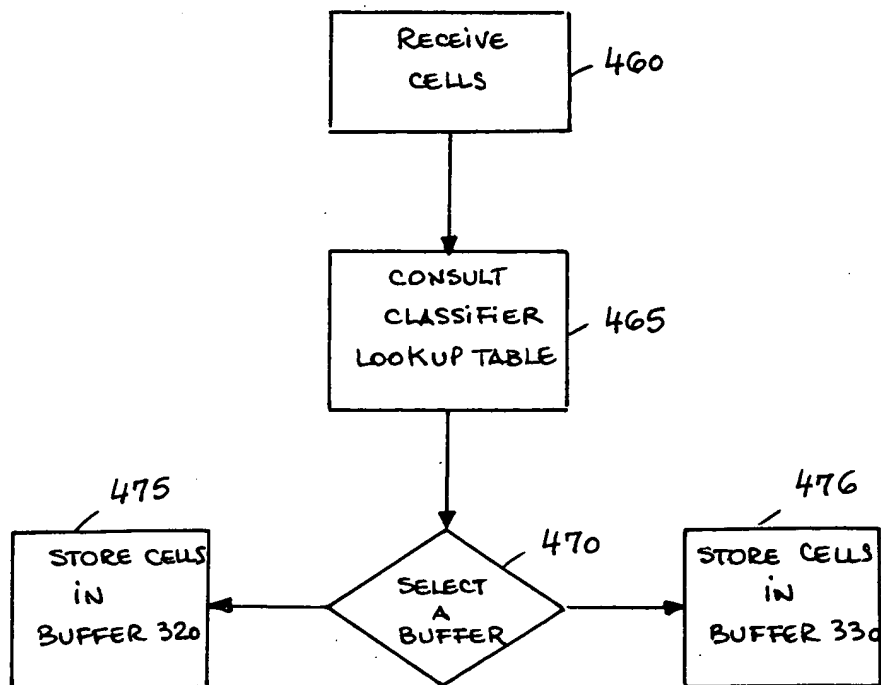 RECEIVE
CELLS
460
CONSULT
CLASSIFIER
LOOKUP TABLE
465
475
476
470
STORE CELLS
IN
BUFFER 320
SELECT
A
BUFFER
STORE CELLS
IN
BUFFER 330